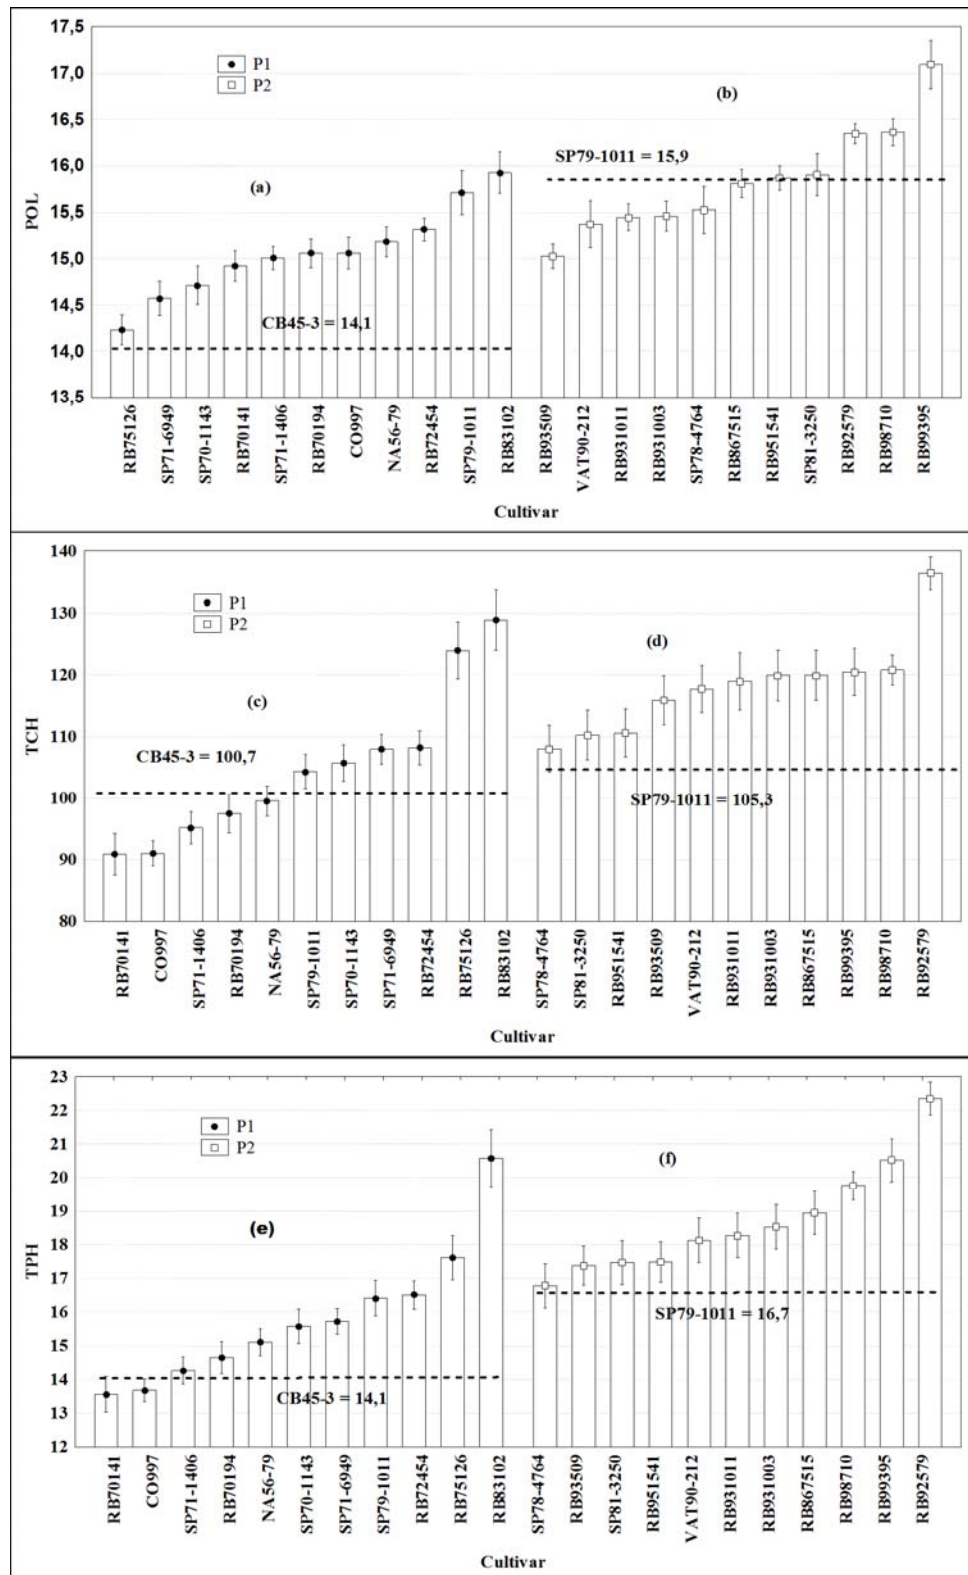 17,5
17,0
16,5
16,0
15,5
15,0
14,5
14,0
13,5
POL
P1
P2
(a)
(b)
CB45-3 = 14,1
SP79-1011 = 15,9
RB75126
SP71-6949
SP70-1143
RB70141
SP71-1406
RB70194
CO997
NA56-79
RB72454
SP79-1011
RB83102
RB93509
VAT90-212
RB931011
RB931003
SP78-4764
RB867515
RB951541
SP81-3250
RB92579
RB98710
RB99395
Cultivar
140
130
120
110
100
90
80
TCH
P1
P2
(c)
(d)
CB45-3 = 100,7
SP79-1011 = 105,3
RB70141
CO997
SP71-1406
RB70194
NA56-79
SP79-1011
SP70-1143
SP71-6949
RB72454
RB75126
RB83102
SP78-4764
SP81-3250
RB951541
RB93509
VAT90-212
RB931011
RB931003
RB867515
RB99395
RB98710
RB92579
Cultivar
23
22
21
20
19
18
17
16
15
14
13
12
TPH
P1
P2
(e)
(f)
CB45-3 = 14,1
SP79-1011 = 16,7
RB70141
CO997
SP71-1406
RB70194
NA56-79
SP70-1143
SP71-6949
SP79-1011
RB72454
RB75126
RB83102
SP78-4764
RB93509
SP81-3250
RB951541
VAT90-212
RB931011
RB931003
RB867515
RB98710
RB99395
RB92579
Cultivar